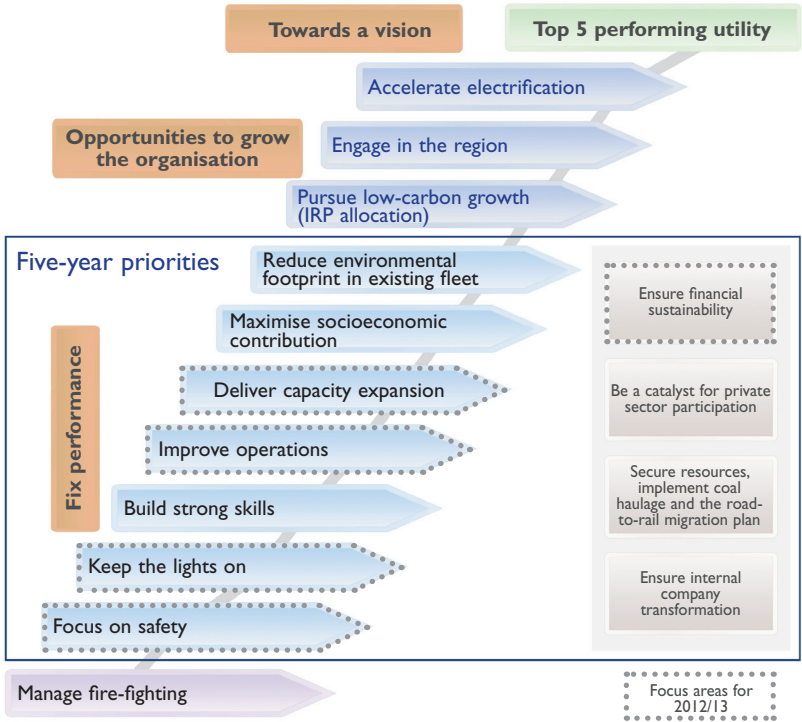 Towards a vision
Top 5 performing utility
Accelerate electrification
Opportunities to grow
the organisation
Engage in the region
Pursue low-carbon growth
(IRP allocation)
Five-year priorities
Reduce environmental
footprint in existing fleet
Maximise socioeconomic
contribution
Deliver capacity expansion
Improve operations
Build strong skills
Keep the lights on
Focus on safety
Fix performance
Ensure financial
sustainability
Be a catalyst for private
sector participation
Secure resources,
implement coal
haulage and the road-
to-rail migration plan
Ensure internal
company
transformation
Manage fire-fighting
Focus areas for
2012/13